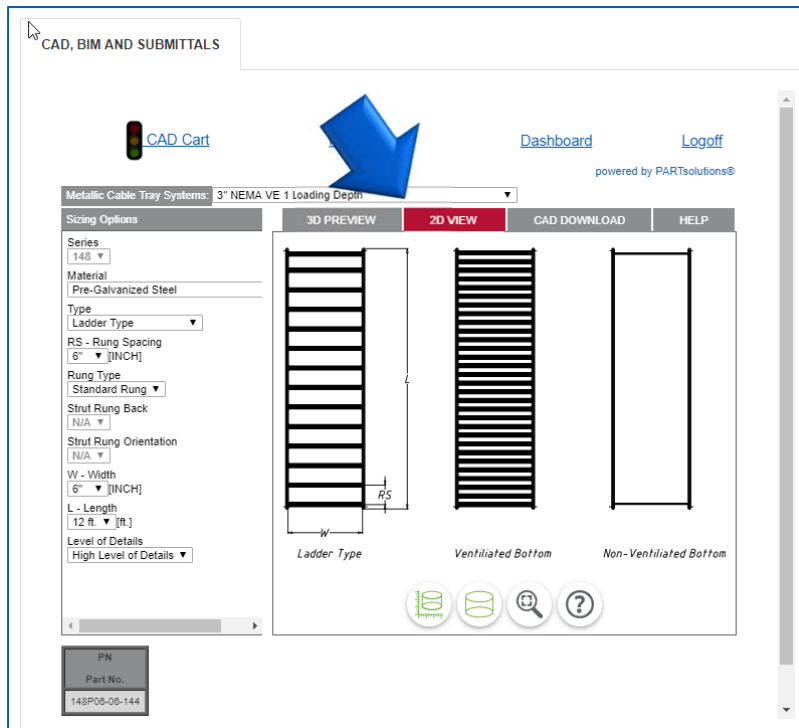 CAD, BIM AND SUBMITTALS
CAD Cart
Dashboard
Logoff
powered by PARTsolutions®
Metallic Cable Tray Systems: 3" NEMA VE 1 Loading Depth
Sizing Options
3D PREVIEW
2D VIEW
CAD DOWNLOAD
HELP
Series
148
Material
Pre-Galvanized Steel
Type
Ladder Type
RS - Rung Spacing
6" [INCH]
Rung Type
Standard Rung
Strut Rung Back
N/A
Strut Rung Orientation
N/A
W - Width
6" [INCH]
L - Length
12 ft. [ft.]
Level of Details
High Level of Details
L
RS
W
Ladder Type
Ventiliated Bottom
Non-Ventiliated Bottom
?
PN
Part No.
148P06-06-144